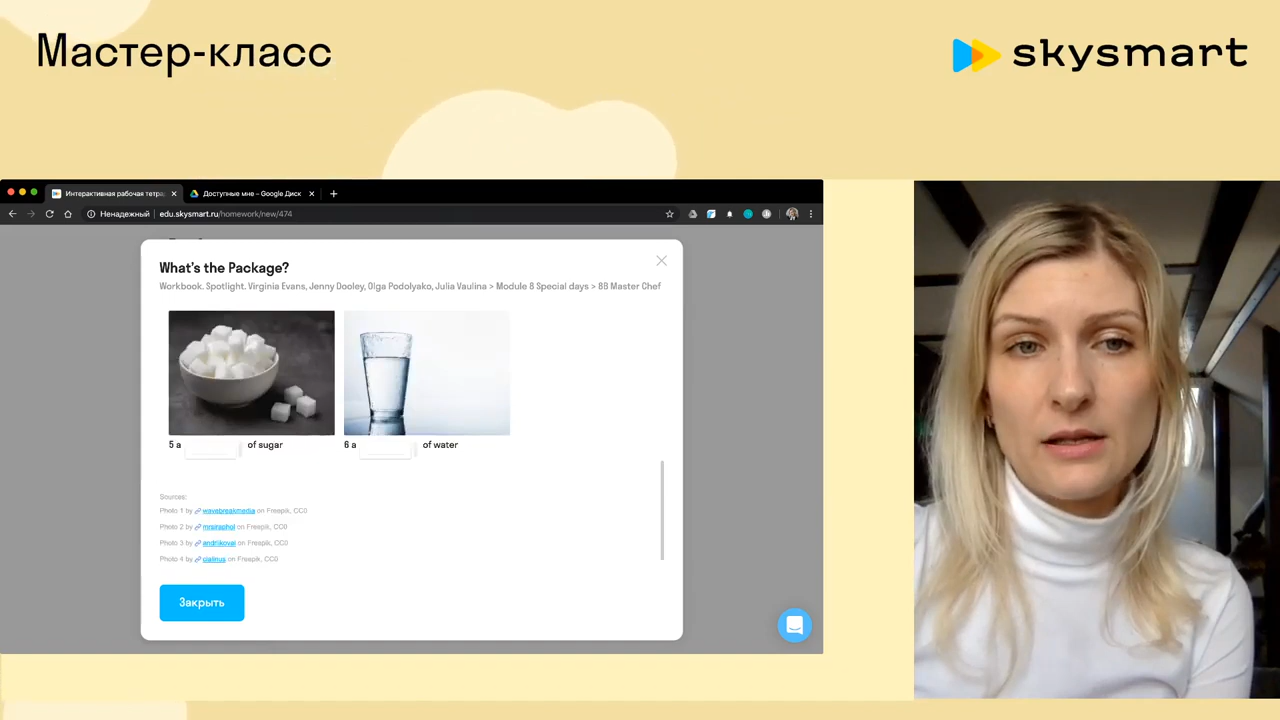 Мастер-класс
skysmart
Интерактивная рабочая тетра
Доступные мне – Google Диск
Ненадежный
edu.skysmart.ru/homework/new/474
What's the Package?
Workbook. Spotlight. Virginia Evans, Jenny Dooley, Olga Podolyako, Julia Vaulina > Module 8 Special days > 8B Master Chef
5 a of sugar
6 a of water
Sources:
Photo 1 by wavebreakmedia on Freepik, CC0
Photo 2 by mrsiraphol on Freepik, CC0
Photo 3 by on Freepik, CC0
Photo 4 by on Freepik, CC0
Закрыть